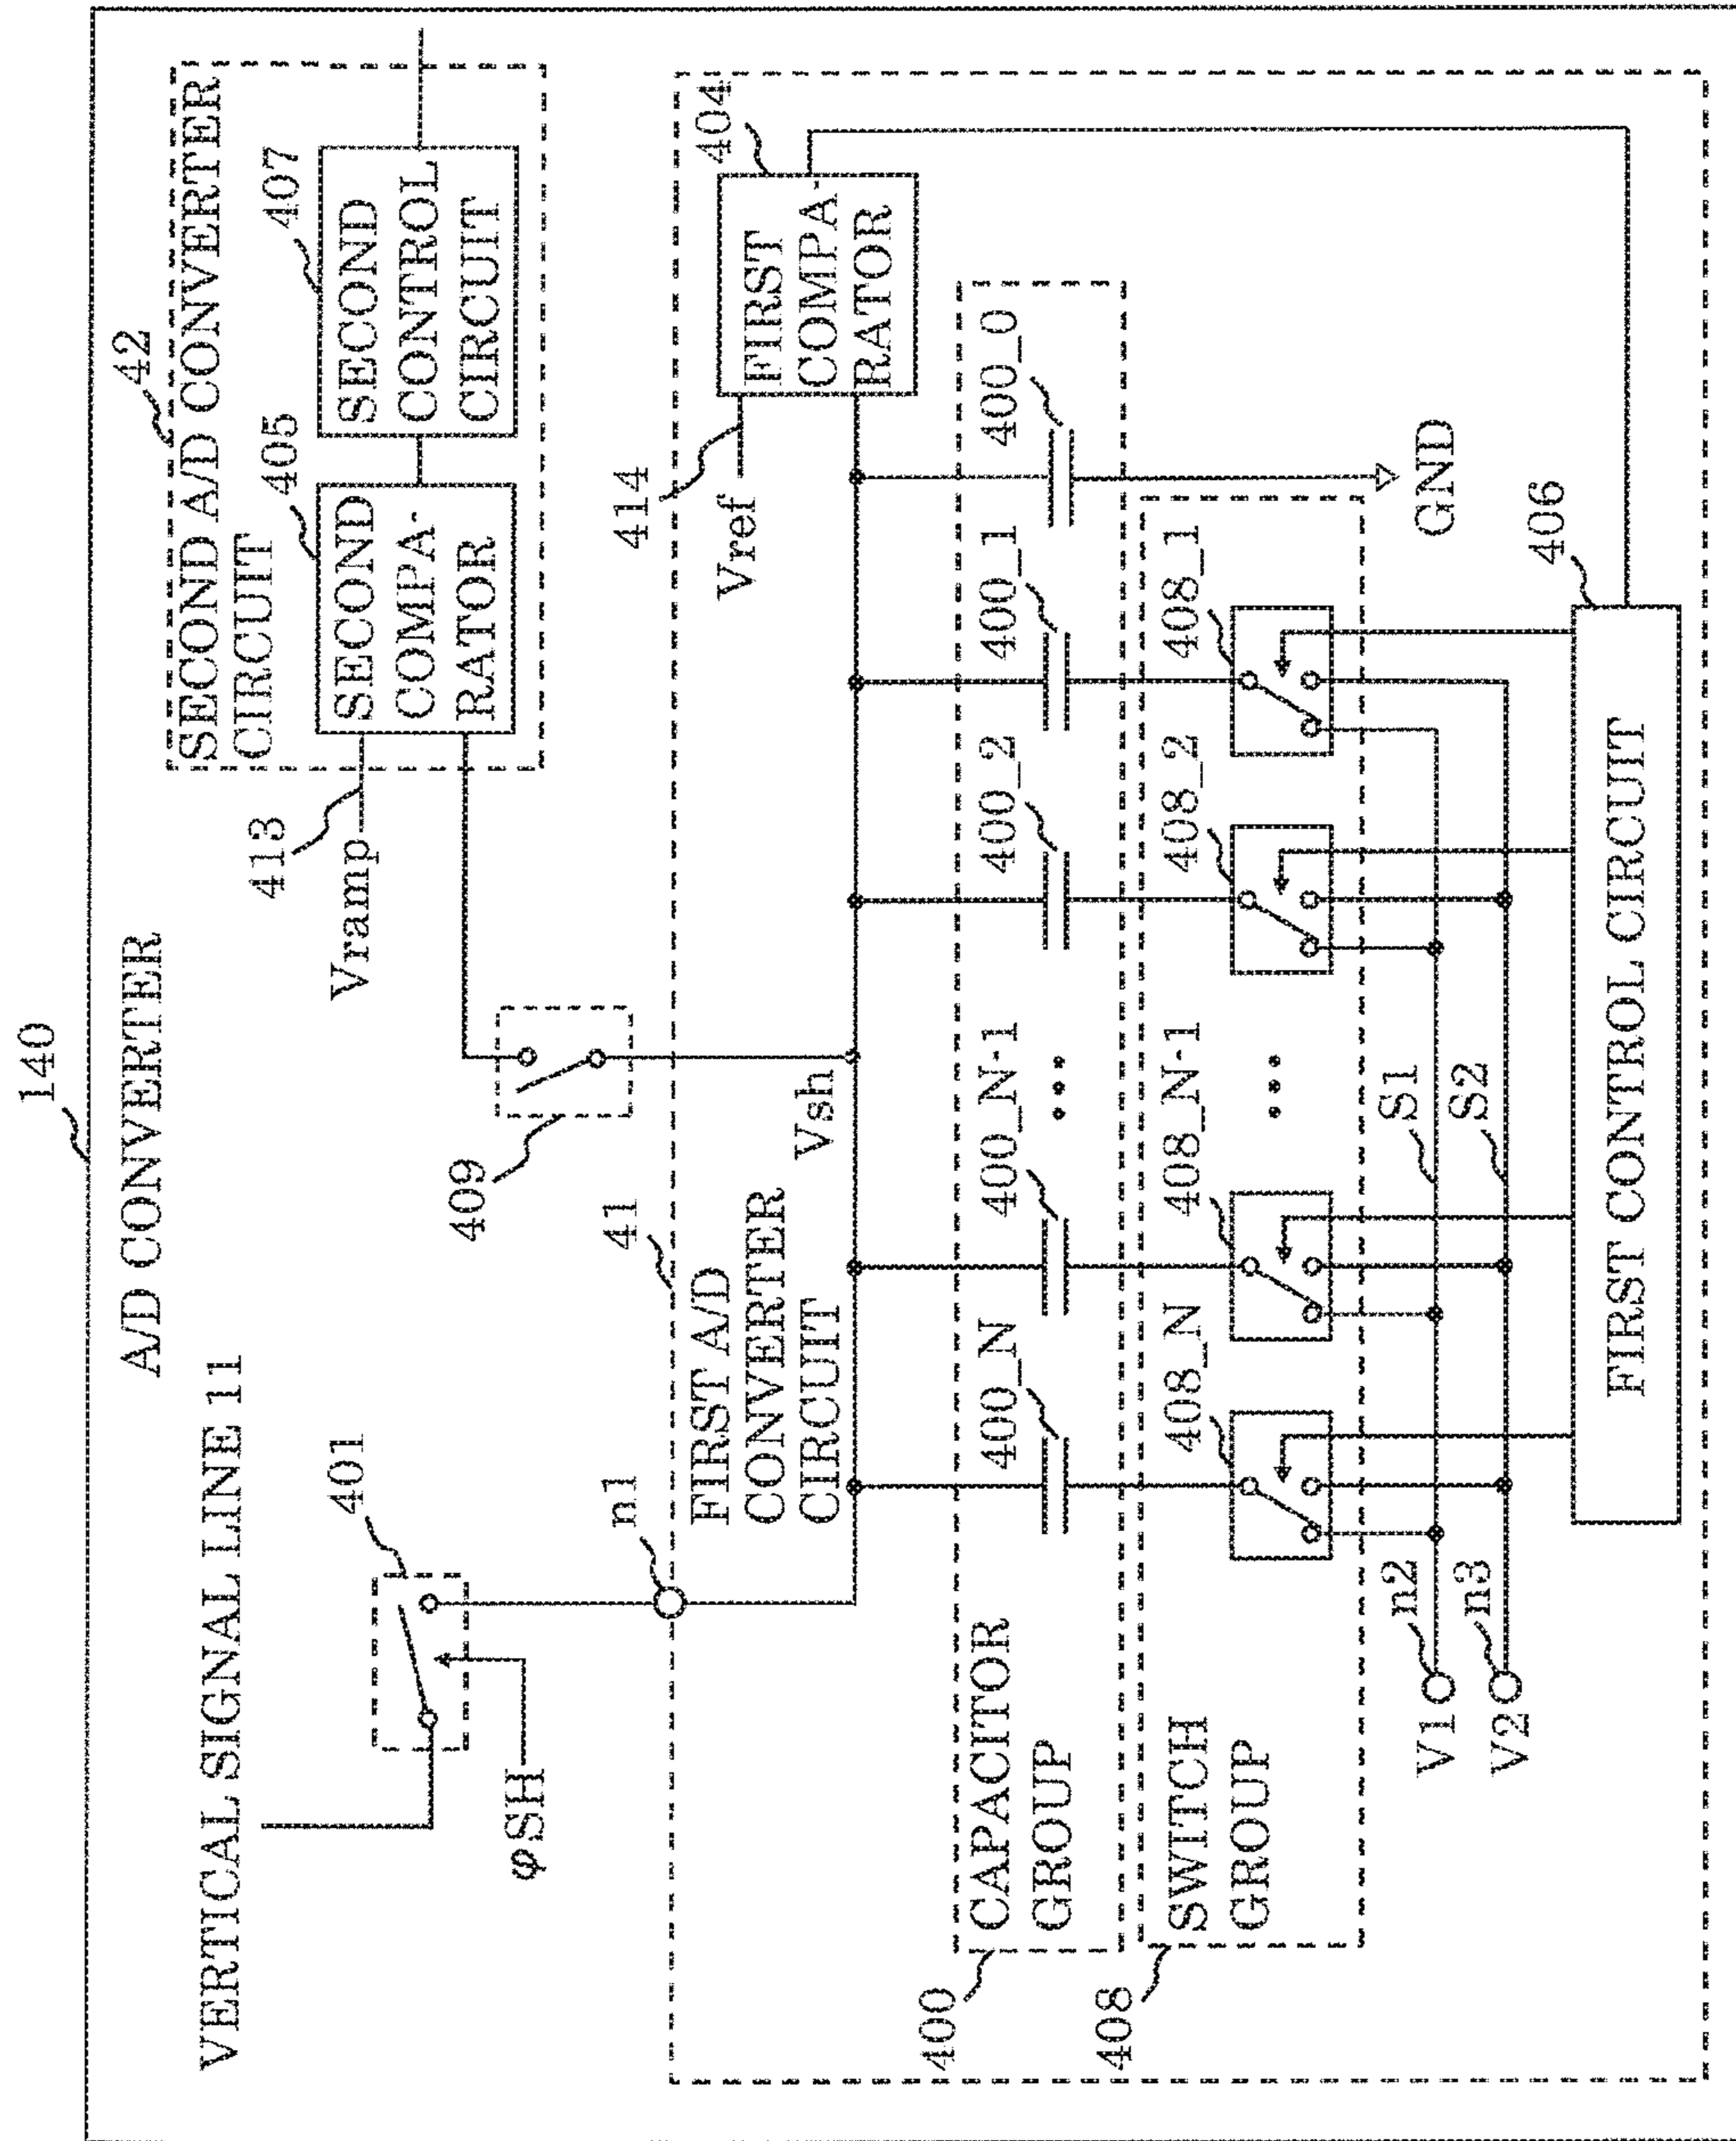 140
A/D CONVERTER
VERTICAL SIGNAL LINE 11
401
φSH
42
SECOND A/D CONVERTER
CIRCUIT
405
SECOND
COMPA-
RATOR
407
SECOND
CONTROL
CIRCUIT
413
Vramp
409
n1
41
FIRST A/D
CONVERTER
CIRCUIT
Vsh
414
Vref
404
FIRST
COMPA-
RATOR
400
CAPACITOR
GROUP
400_N
400_N-1
...
400_2
400_1
400_0
408
SWITCH
GROUP
408_N
408_N-1
...
408_2
408_1
GND
V1
n2
S1
V2
n3
S2
406
FIRST CONTROL CIRCUIT